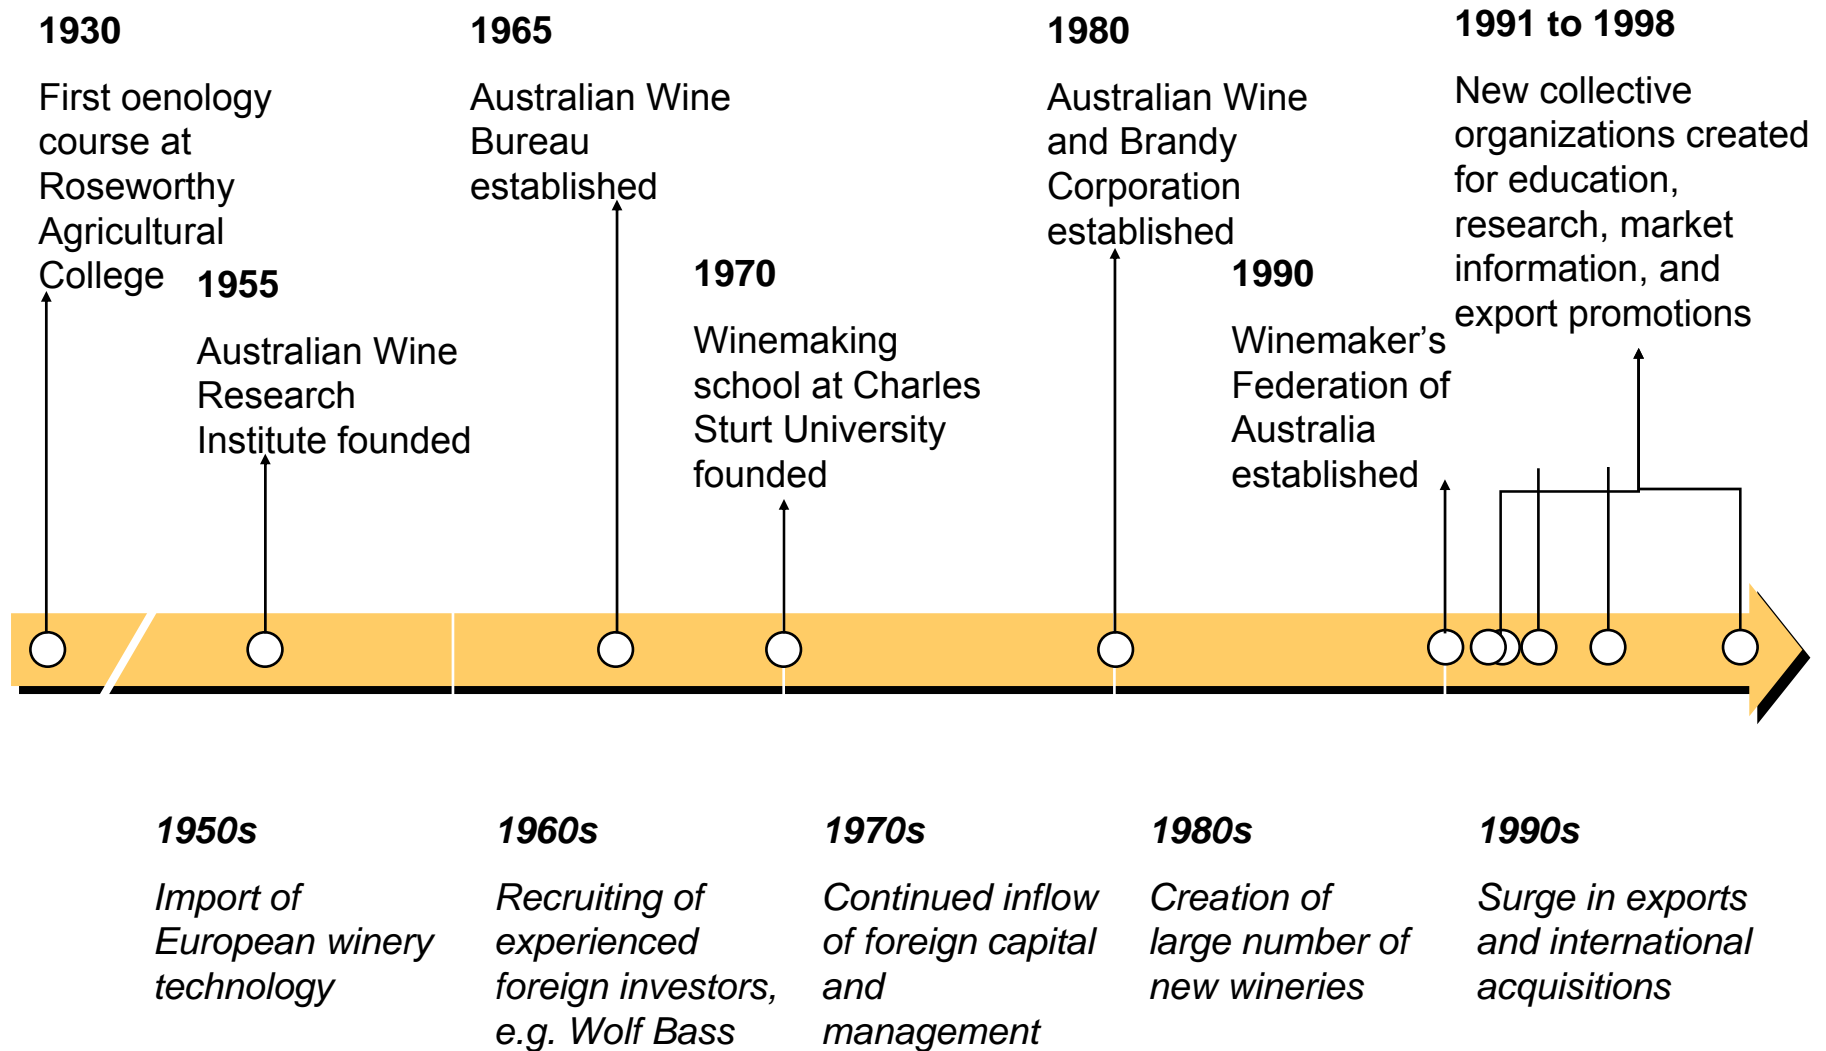 1930
First oenology
course at
Roseworthy
Agricultural
College
1955
Australian Wine
Research
Institute founded
1965
Australian Wine
Bureau
established
1970
Winemaking
school at Charles
Sturt University
founded
1980
Australian Wine
and Brandy
Corporation
established
1990
Winemaker’s
Federation of
Australia
established
1991 to 1998
New collective
organizations created
for education,
research, market
information, and
export promotions
1950s
Import of
European winery
technology
1960s
Recruiting of
experienced
foreign investors,
e.g. Wolf Bass
1970s
Continued inflow
of foreign capital
and
management
1980s
Creation of
large number of
new wineries
1990s
Surge in exports
and international
acquisitions